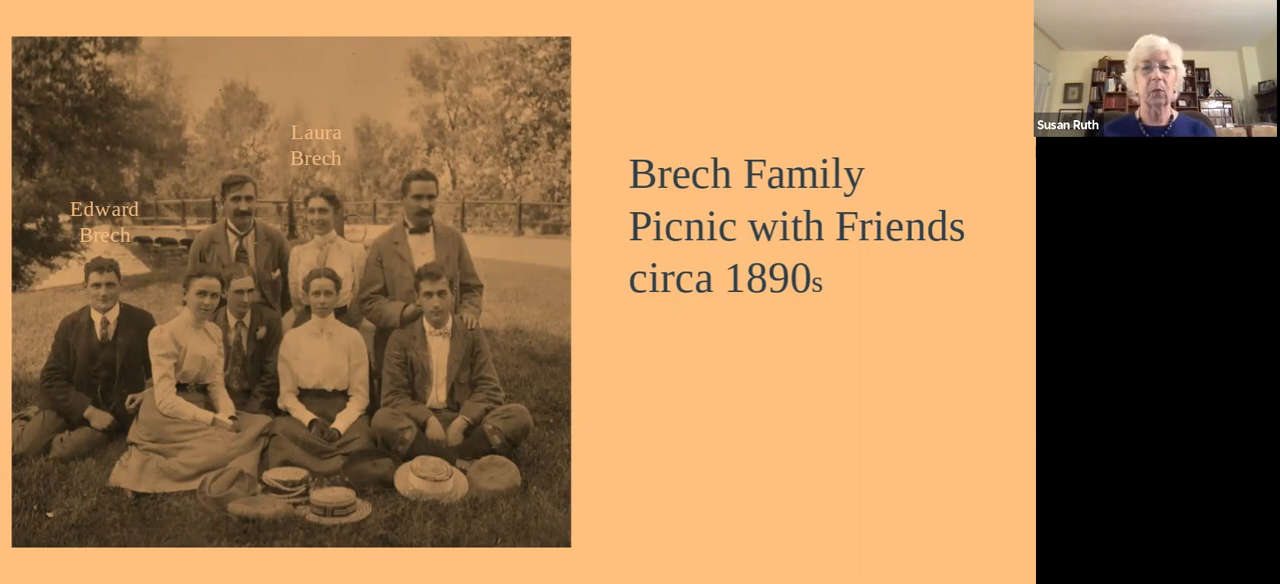 Laura
Brech
Edward
Brech
Brech Family
Picnic with Friends
circa 1890s
Susan Ruth